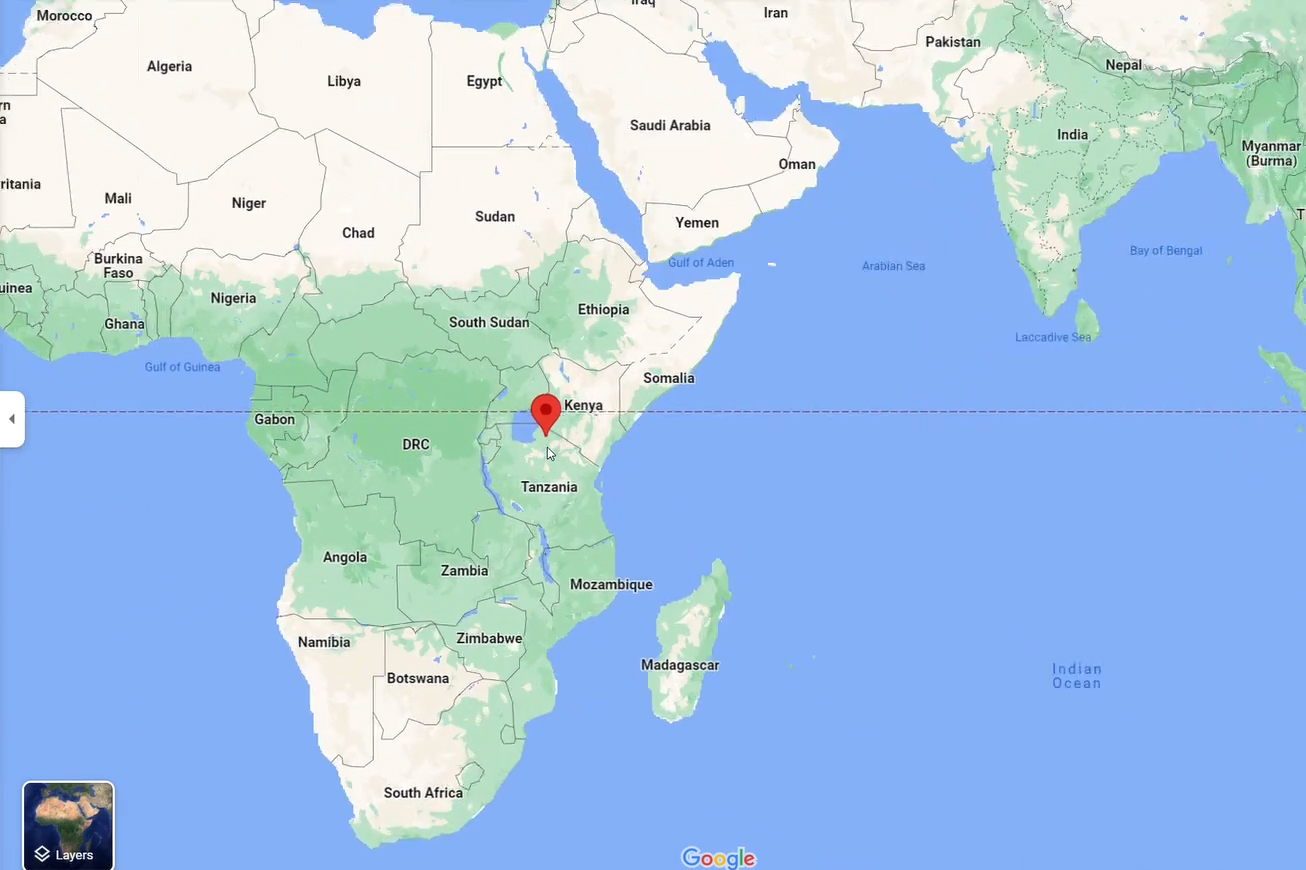 Morocco
Iraq
Iran
Pakistan
Nepal
Algeria
Libya
Egypt
Saudi Arabia
India
Myanmar
(Burma)
Oman
ritania
Mali
Niger
Chad
Sudan
Yemen
Burkina
Faso
Gulf of Aden
Arabian Sea
Bay of Bengal
uinea
Nigeria
Ghana
South Sudan
Ethiopia
Laccadive Sea
Gulf of Guinea
Somalia
Gabon
Kenya
DRC
Tanzania
Angola
Zambia
Mozambique
Namibia
Zimbabwe
Botswana
Madagascar
Indian
Ocean
South Africa
Layers
Google